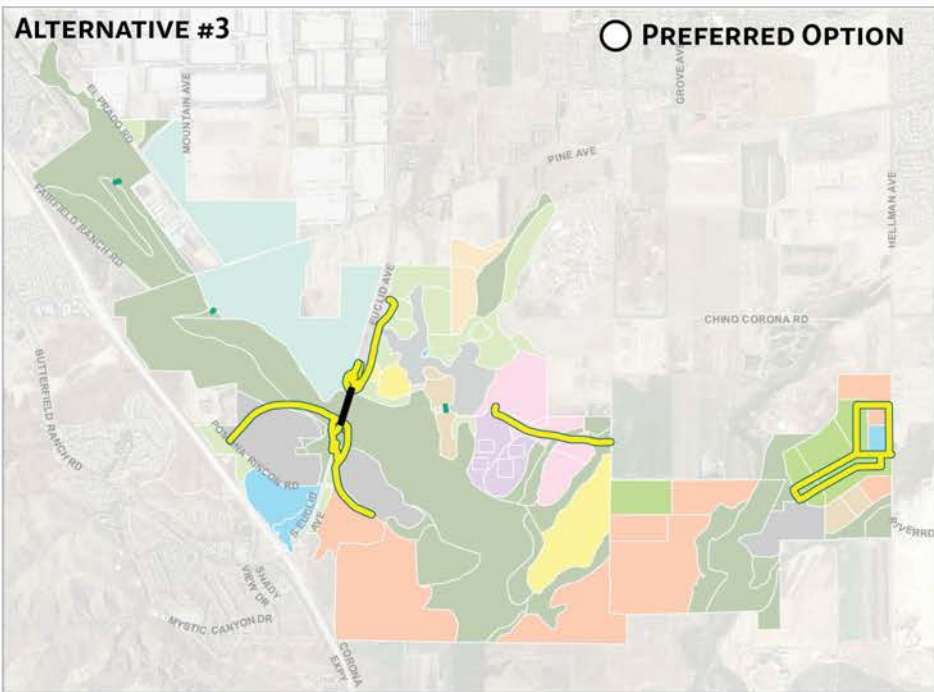 ALTERNATIVE #3
PREFERRED OPTION
EL PRADO RD
MOUNTAIN AVE
GROVE AVE
PINE AVE
FAIRFIELD RANCH RD
HELLMAN AVE
EUCLID AVE
CHINO CORONA RD
BUTTERFIELD RANCH RD
POMONA RINCON RD
S EUCLID AVE
RIVER RD
SHADY VIEW DR
MYSTIC CANYON DR
CORONA EXPY